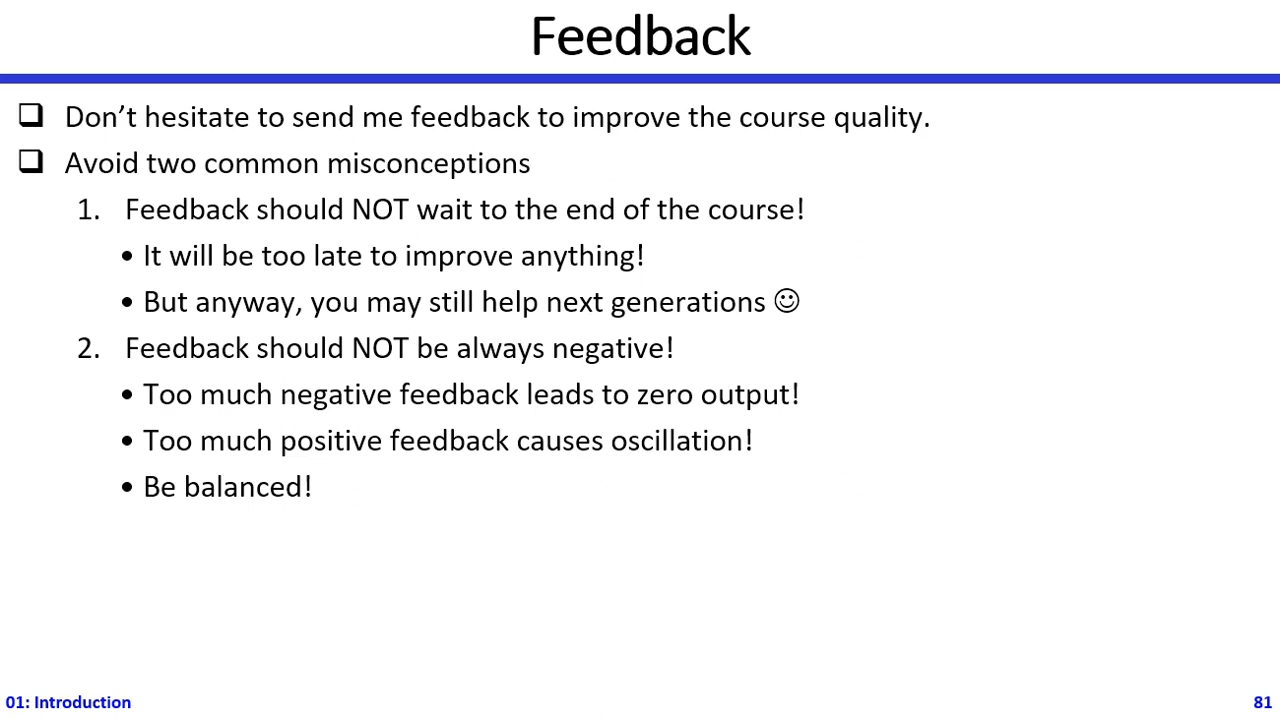 Feedback
❑ Don’t hesitate to send me feedback to improve the course quality.
❑ Avoid two common misconceptions
1. Feedback should NOT wait to the end of the course!
• It will be too late to improve anything!
• But anyway, you may still help next generations ☺
2. Feedback should NOT be always negative!
• Too much negative feedback leads to zero output!
• Too much positive feedback causes oscillation!
• Be balanced!
01: Introduction
81